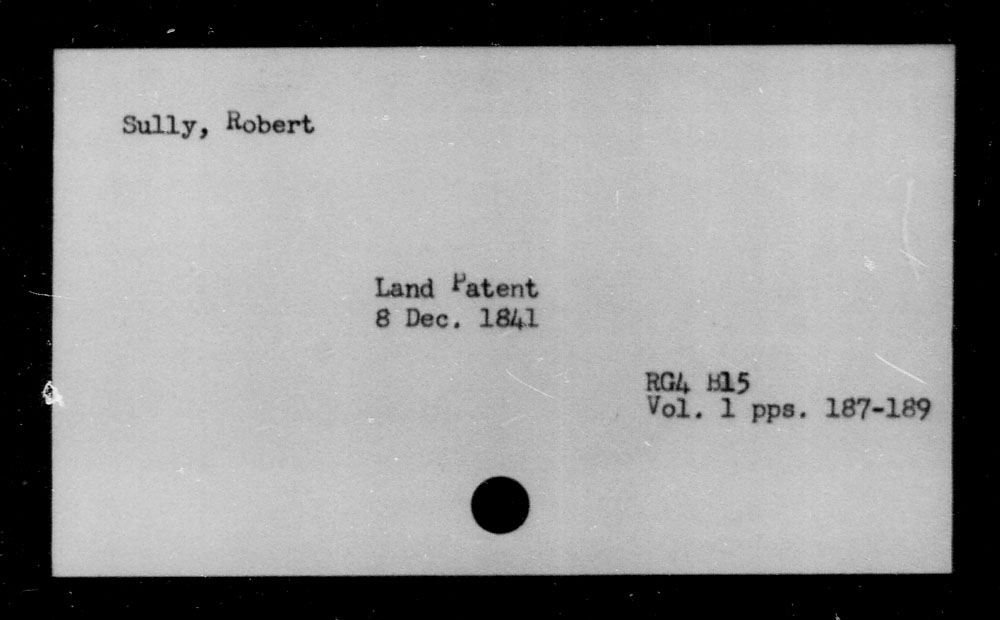 Sully, Robert
Land Patent
8 Dec. 1841
RG4 B15
Vol. 1 pps. 187-189